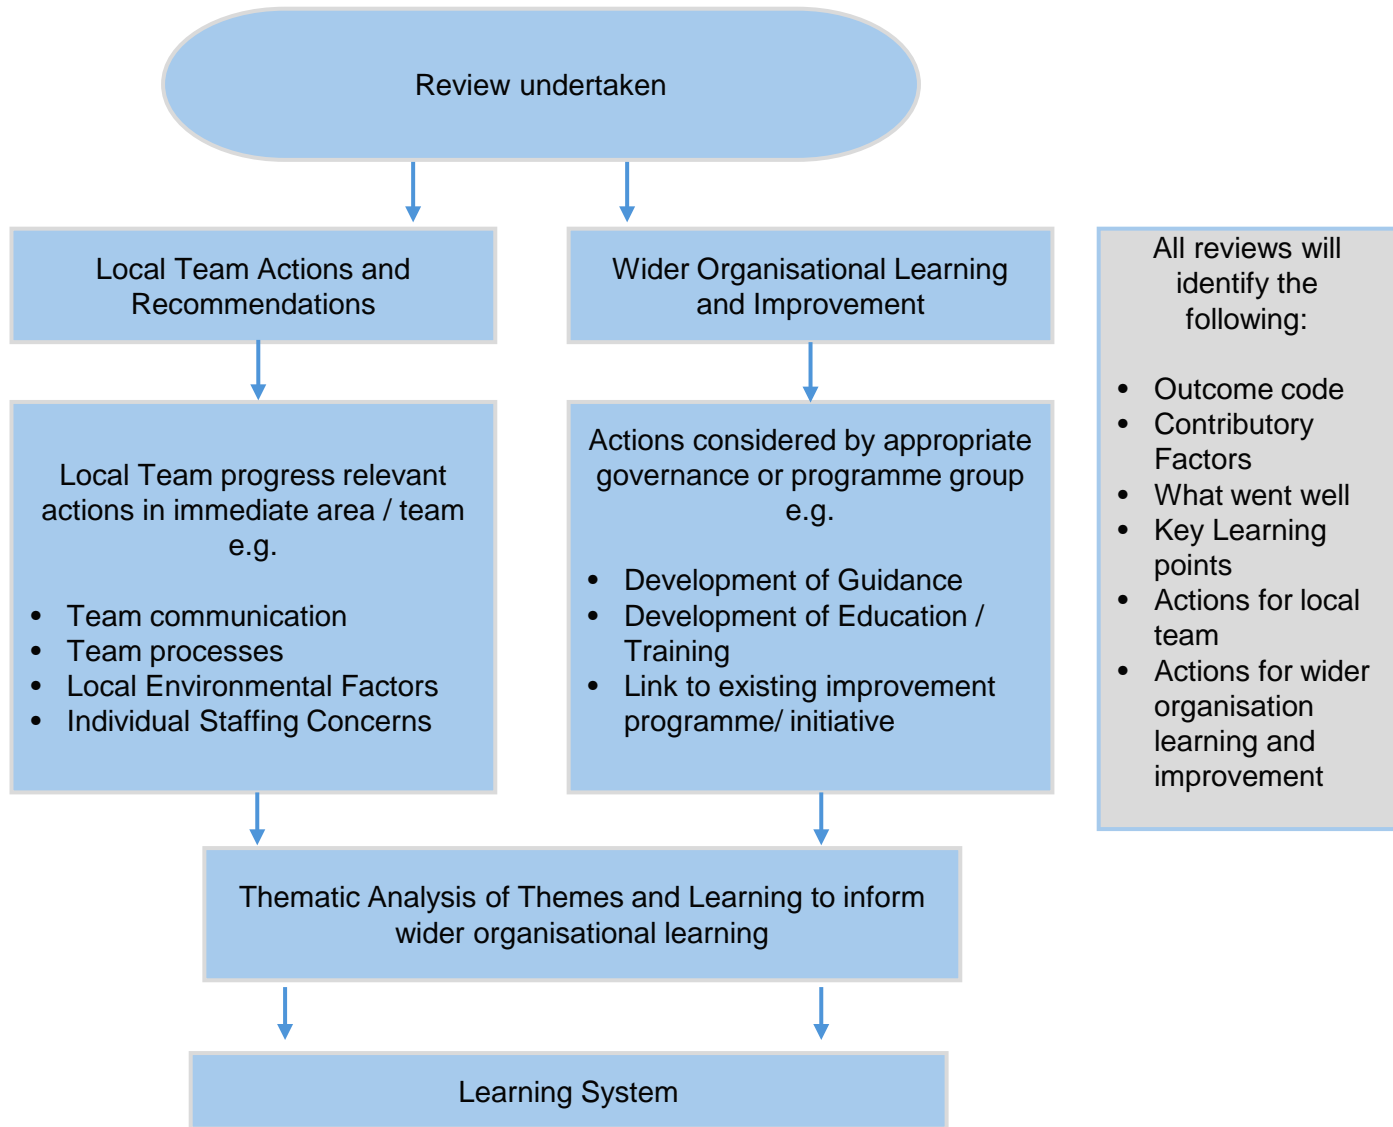 Review undertaken
Local Team Actions and
Recommendations
Wider Organisational Learning
and Improvement
Local Team progress relevant
actions in immediate area / team
e.g.
• Team communication
• Team processes
• Local Environmental Factors
• Individual Staffing Concerns
Actions considered by appropriate
governance or programme group
e.g.
• Development of Guidance
• Development of Education /
Training
• Link to existing improvement
programme/ initiative
All reviews will
identify the
following:
• Outcome code
• Contributory
Factors
• What went well
• Key Learning
points
• Actions for local
team
• Actions for wider
organisation
learning and
improvement
Thematic Analysis of Themes and Learning to inform
wider organisational learning
Learning System